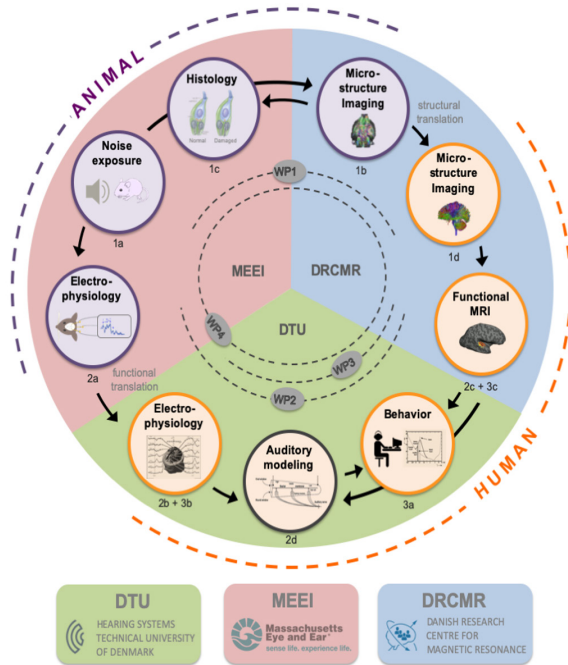 ANIMAL
Histology
Normal Damaged
1c
Micro-
structure
Imaging
1b
structural
translation
Noise
exposure
1a
Micro-
structure
Imaging
1d
WP1
MEEI
DRCMR
Electro-
physiology
2a
Functional
MRI
2c + 3c
DTU
WP4
WP3
WP2
functional
translation
Electro-
physiology
2b + 3b
Auditory
modeling
2d
Behavior
3a
HUMAN
DTU
HEARING SYSTEMS
TECHNICAL UNIVERSITY
OF DENMARK
MEEI
Massachusetts
Eye and Ear®
sense life. experience life.
DRCMR
DANISH RESEARCH
CENTRE FOR
MAGNETIC RESONANCE